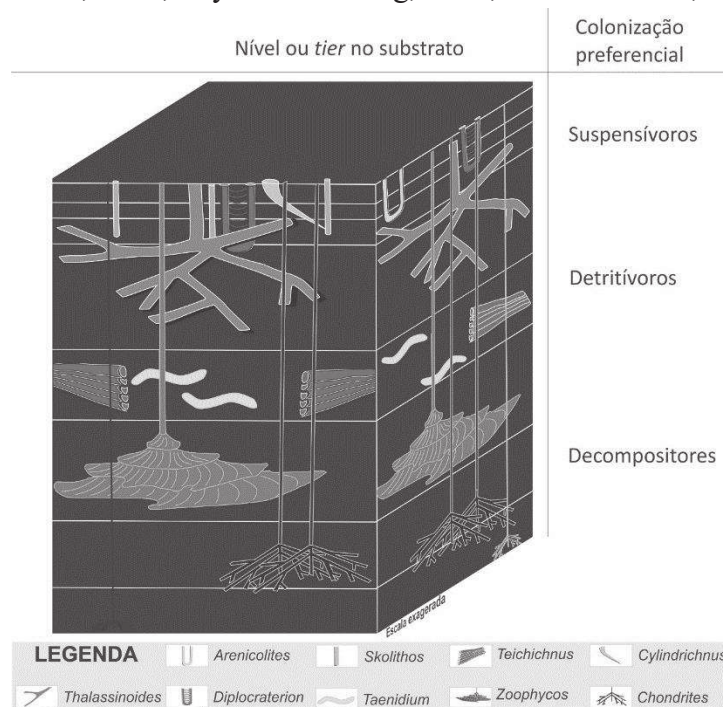 Nível ou tier no substrato
Colonização
preferencial
Suspensívoros
Detritívoros
Decompositores
Escala exagerada
LEGENDA
Arenicolites
Skolithos
Teichichnus
Cylindrichnus
Thalassinoides
Diplocraterion
Taenidium
Zoophycos
Chondrites